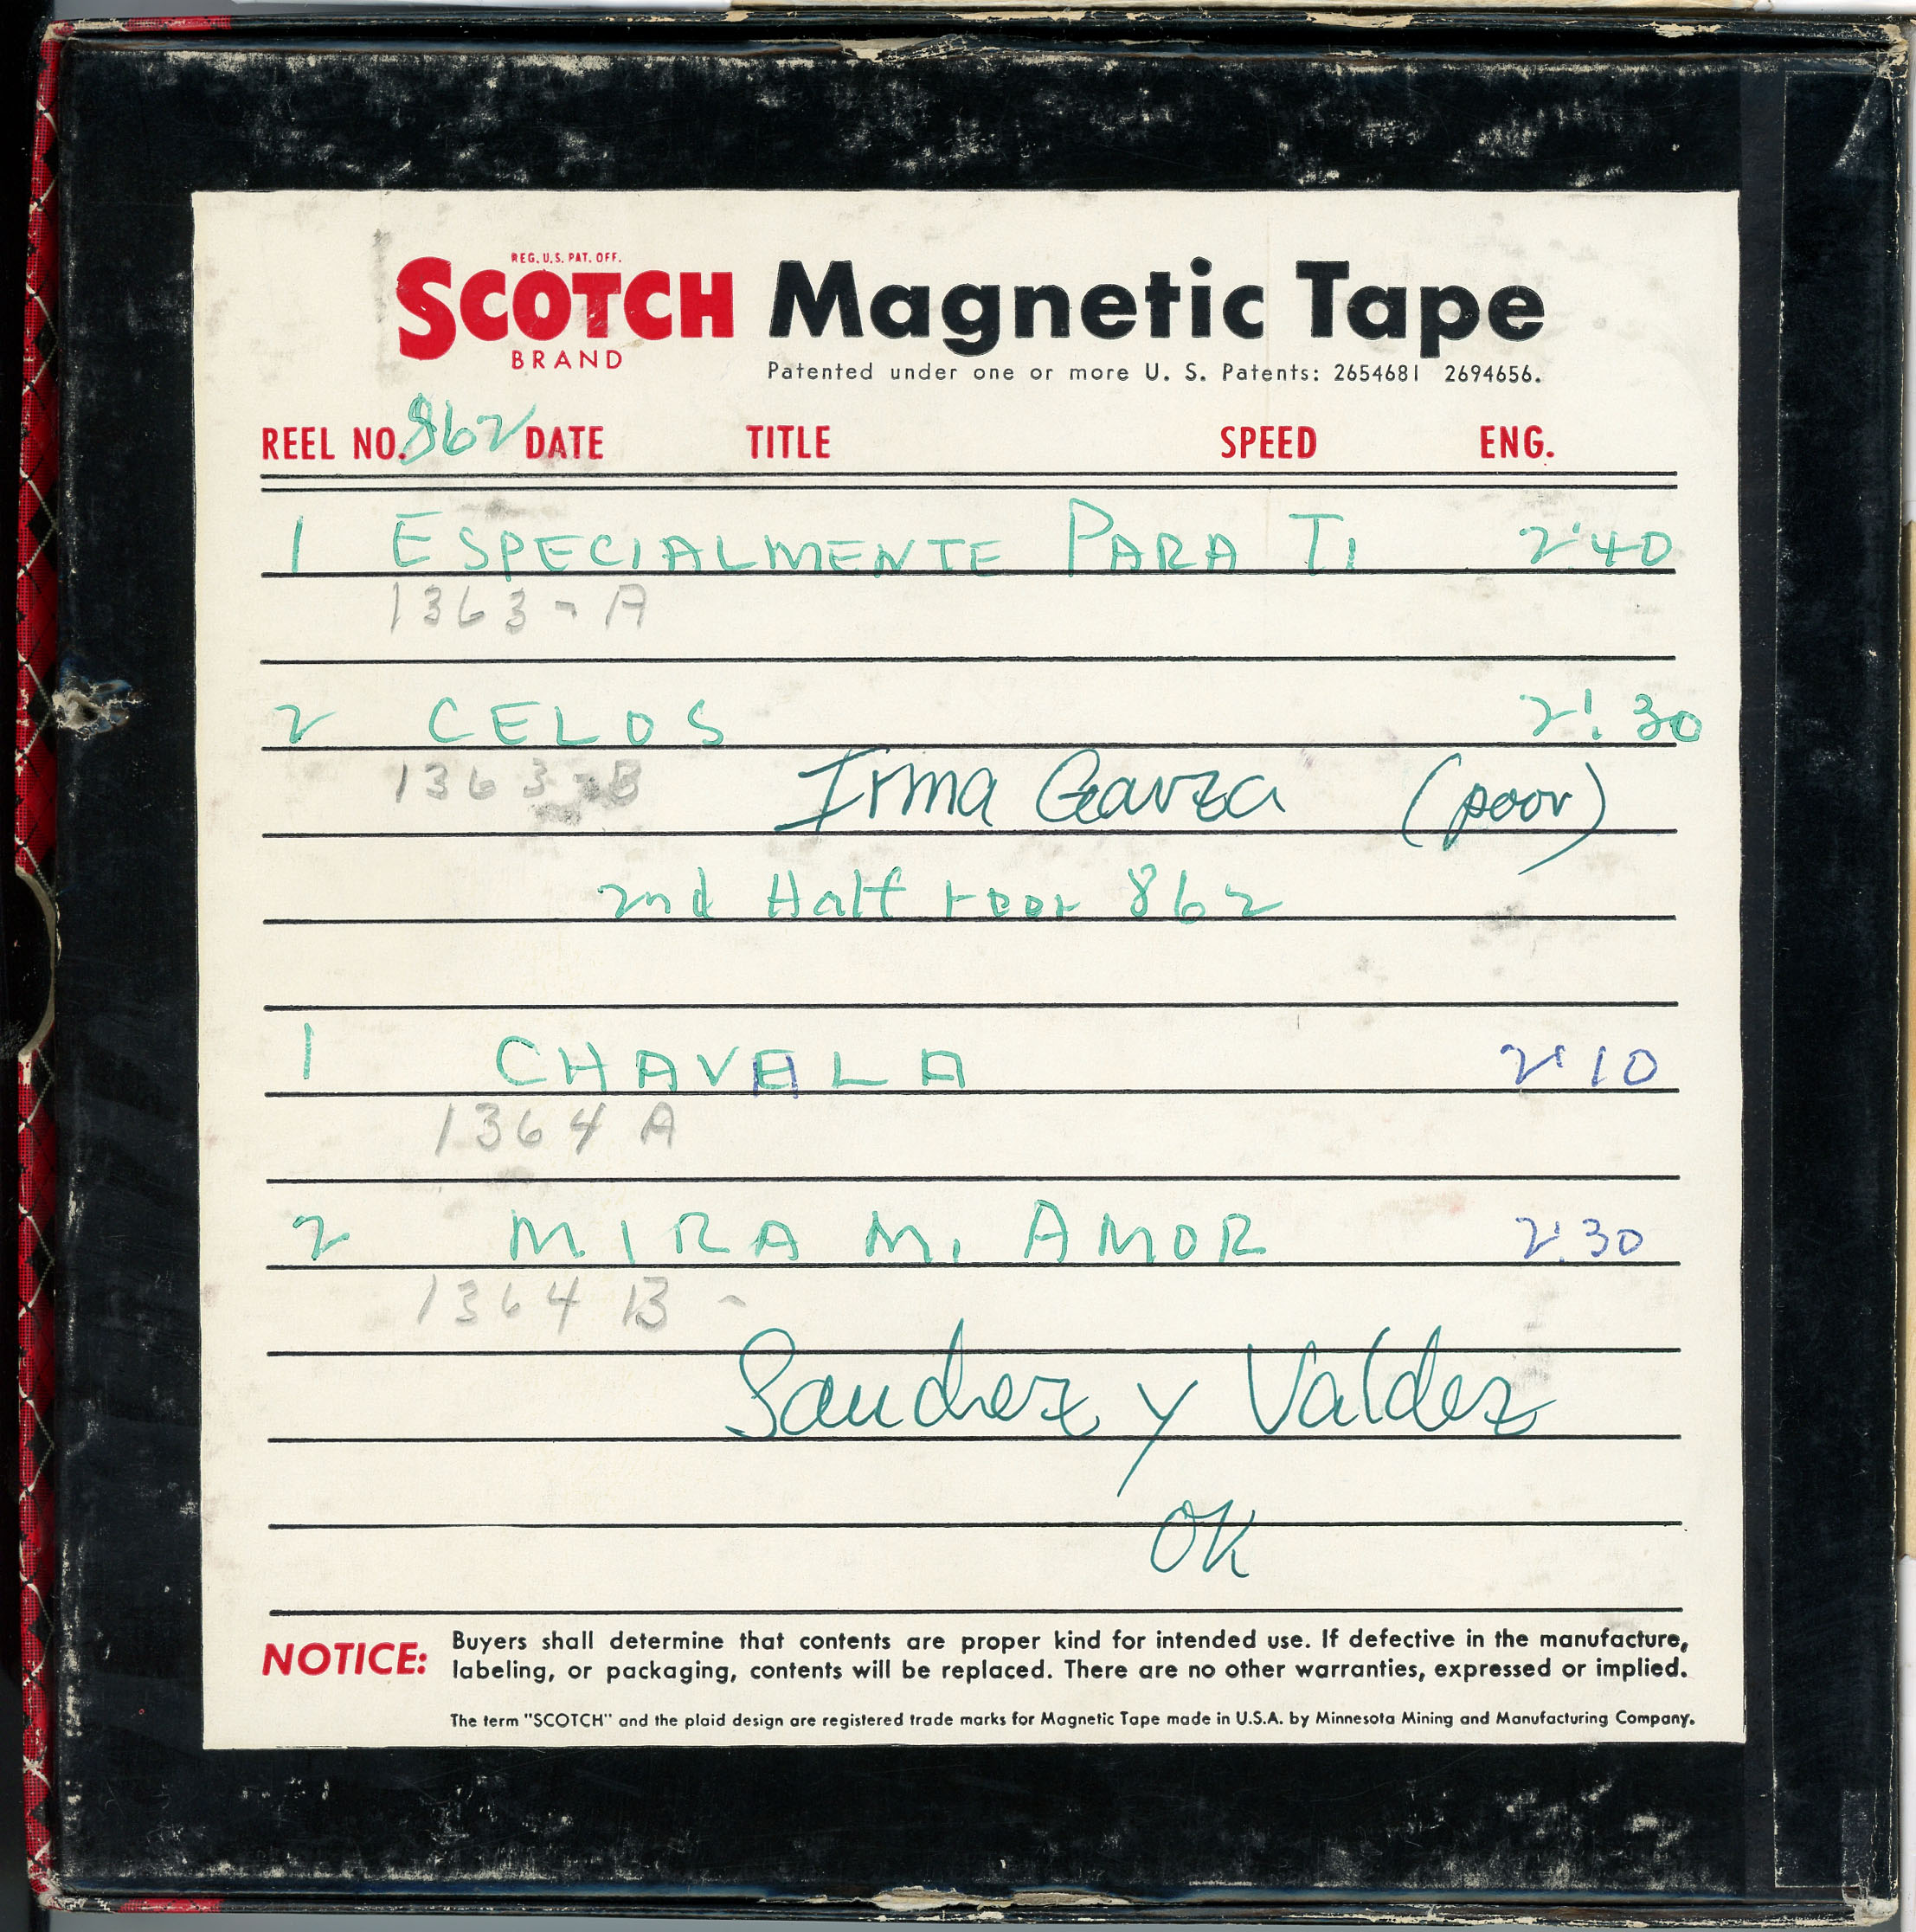 REG. U.S. PAT. OFF.
SCOTCH Magnetic Tape
BRAND
Patented under one or more U. S. Patents: 2654681 2694656.
REEL NO. 862 DATE TITLE SPEED ENG.
1 ESPECIALMENTE PARA TI 2:40
1363-A
2 CELOS 2:30
1363-B Irma Garza (poor)
2nd Half 862
1 CHAVALA 2:10
1364 A
2 MIRA MI AMOR 2:30
1364 B -
Sanchez y Valdez
OK
NOTICE: Buyers shall determine that contents are proper kind for intended use. If defective in the manufacture,
labeling, or packaging, contents will be replaced. There are no other warranties, expressed or implied.
The term "SCOTCH" and the plaid design are registered trade marks for Magnetic Tape made in U.S.A. by Minnesota Mining and Manufacturing Company.